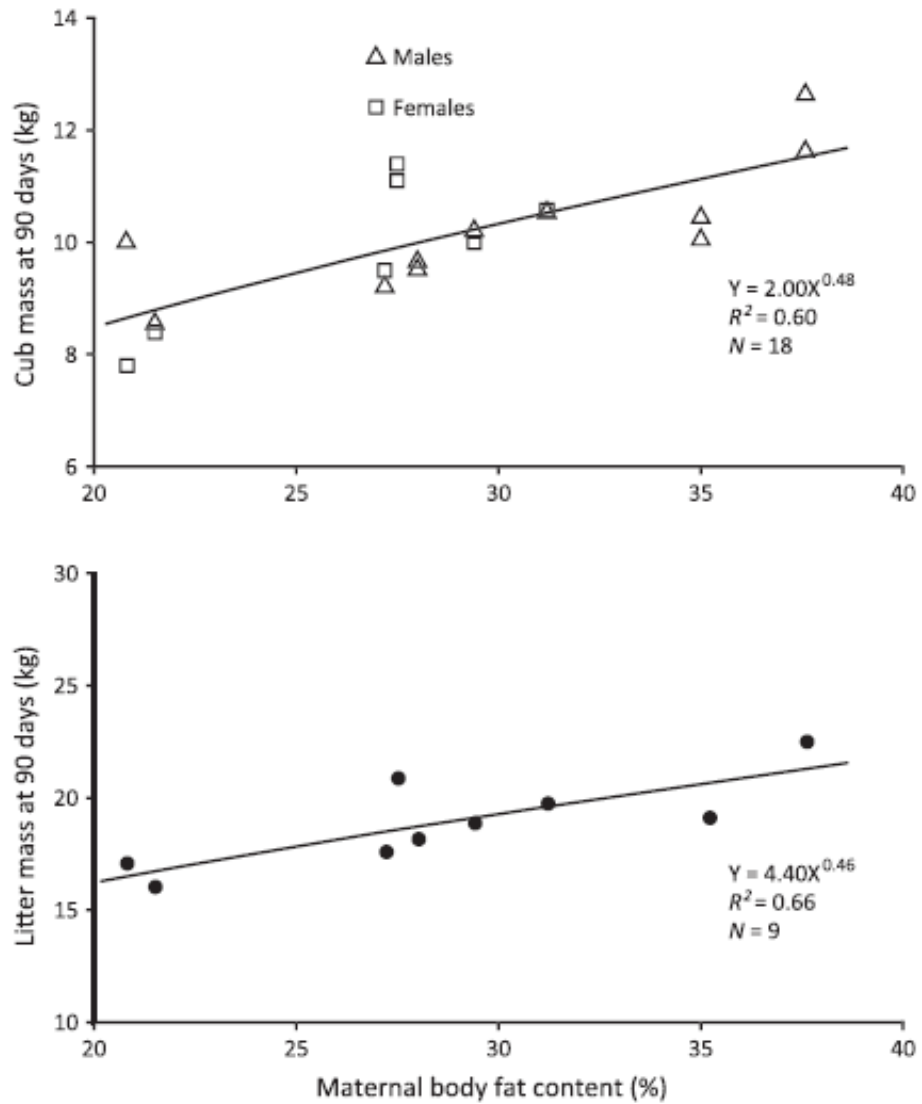 14
12
10
8
6
Cub mass at 90 days (kg)
Males
Females
Y = 2.00X^0.48
R² = 0.60
N = 18
20 25 30 35 40
30
25
20
15
10
Litter mass at 90 days (kg)
Y = 4.40X^0.46
R² = 0.66
N = 9
20 25 30 35 40
Maternal body fat content (%)